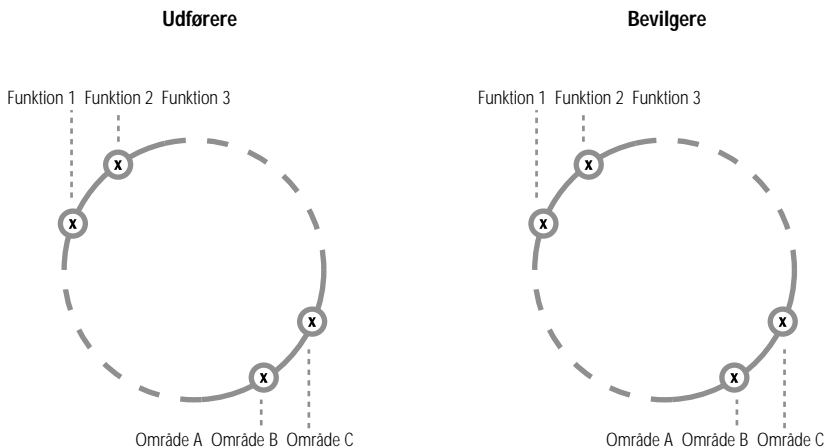 Udførere Bevilgere
Funktion 1 Funktion 2 Funktion 3 Funktion 1 Funktion 2 Funktion 3
x x
x x
x x
x x
Område A Område B Område C Område A Område B Område C